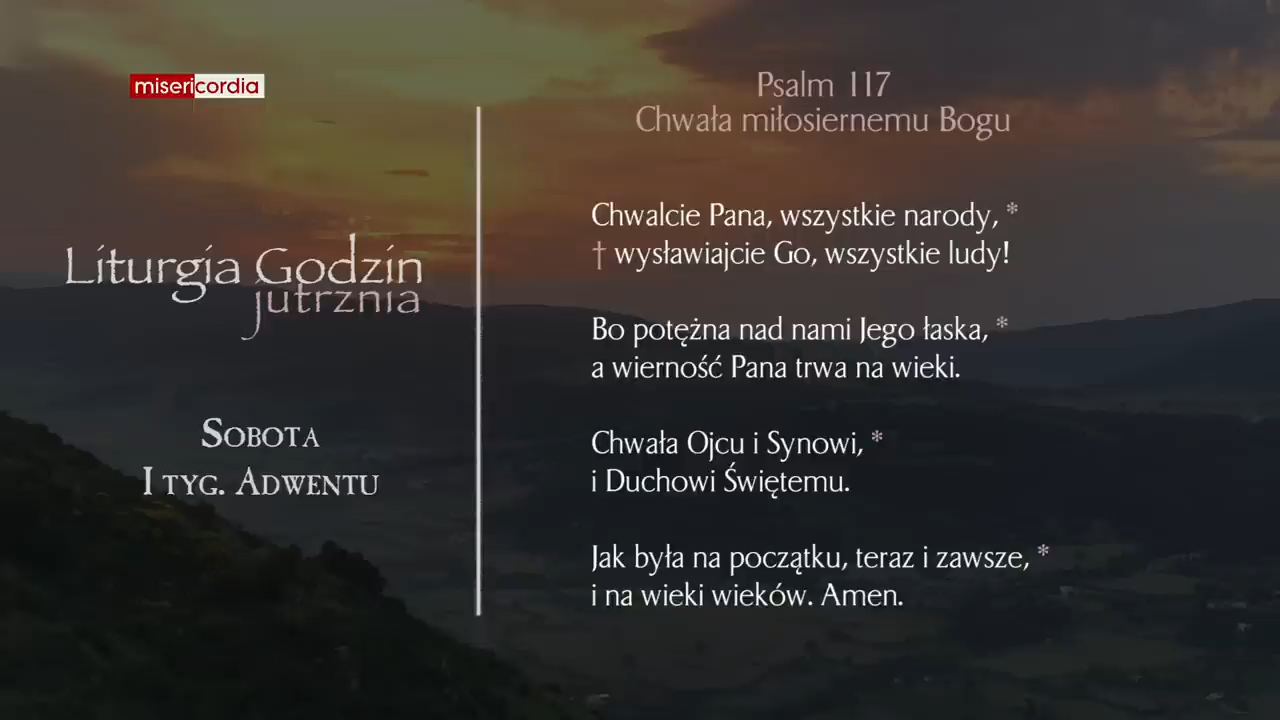 misericordia
Liturgia Godzin
jutrznia
Sobota
I tyg. Adwentu
Psalm 117
Chwała miłosiernemu Bogu
Chwalcie Pana, wszystkie narody, *
† wysławiajcie Go, wszystkie ludy!
Bo potężna nad nami Jego łaska, *
a wierność Pana trwa na wieki.
Chwała Ojcu i Synowi, *
i Duchowi Świętemu.
Jak była na początku, teraz i zawsze, *
i na wieki wieków. Amen.